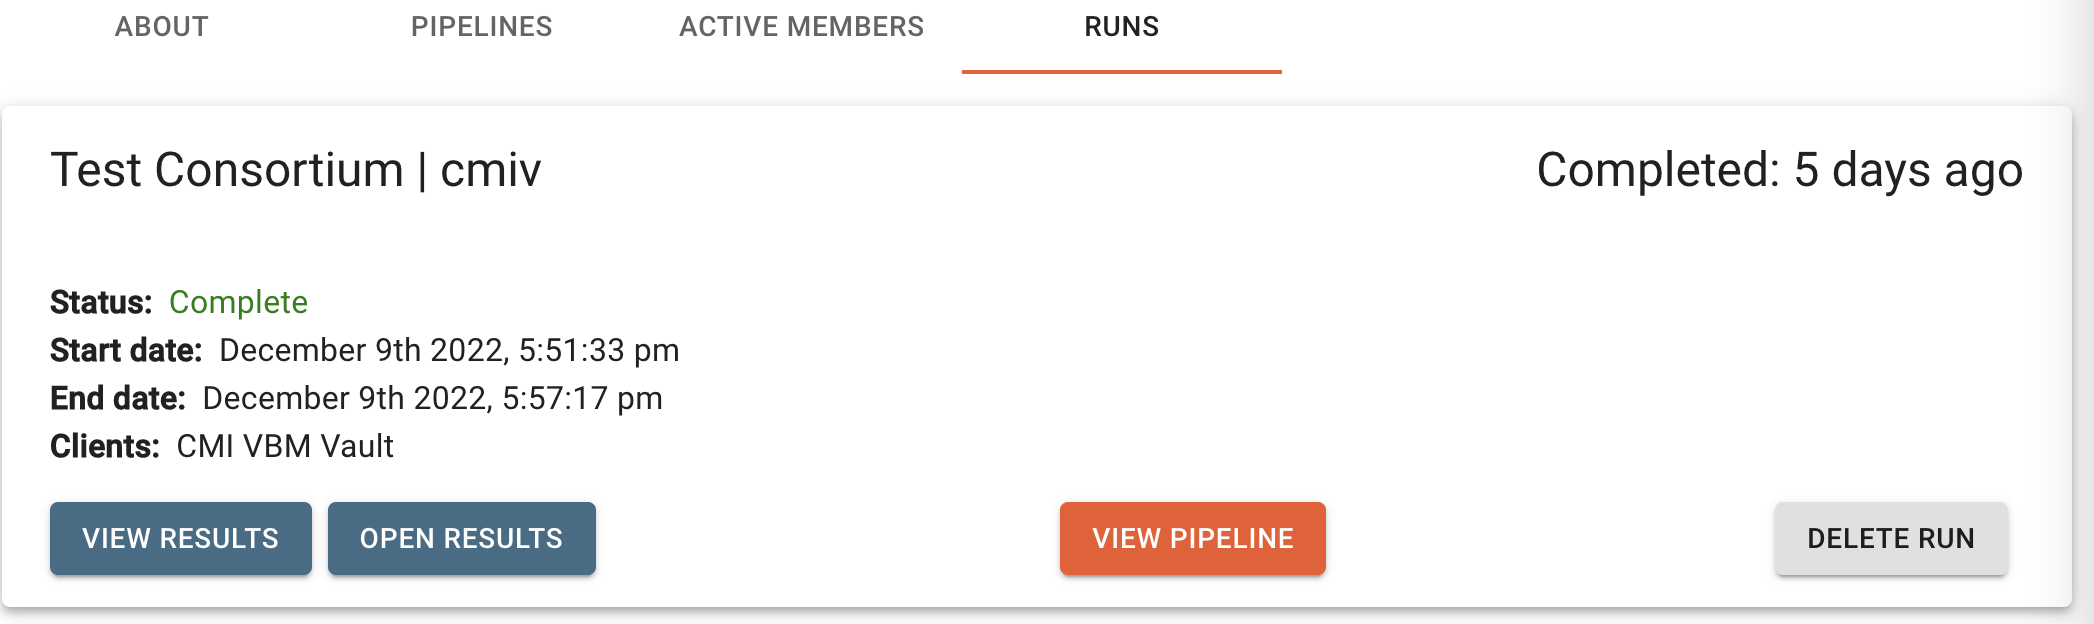 ABOUT PIPELINES ACTIVE MEMBERS RUNS
Test Consortium | cmiv Completed: 5 days ago
Status: Complete
Start date: December 9th 2022, 5:51:33 pm
End date: December 9th 2022, 5:57:17 pm
Clients: CMI VBM Vault
VIEW RESULTS OPEN RESULTS VIEW PIPELINE DELETE RUN